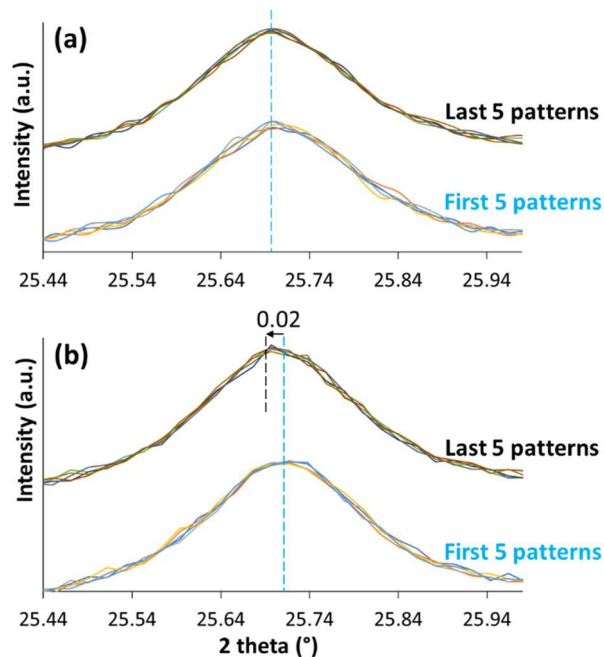 (a)
Intensity (a.u.)
Last 5 patterns
First 5 patterns
25.44 25.54 25.64 25.74 25.84 25.94
0.02
(b)
Intensity (a.u.)
Last 5 patterns
First 5 patterns
25.44 25.54 25.64 25.74 25.84 25.94
2 theta (°)